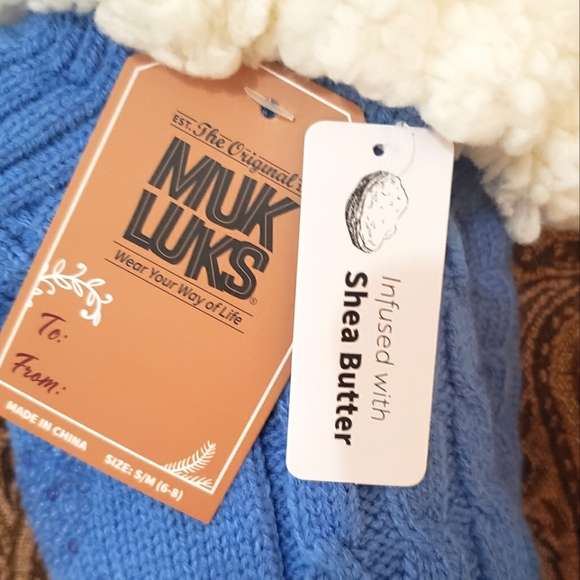 EST.
The Original
MUK
LUKS®
Wear Your Way of Life
To:
From:
MADE IN CHINA
SIZE: S/M (6-8)
Infused with
Shea Butter